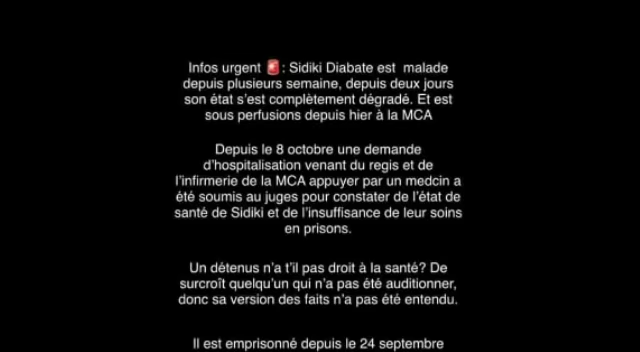 Infos urgent 🚨: Sidiki Diabate est malade
depuis plusieurs semaine, depuis deux jours
son état s'est complètement dégradé. Et est
sous perfusions depuis hier à la MCA
Depuis le 8 octobre une demande
d'hospitalisation venant du regis et de
l'infirmerie de la MCA appuyer par un medcin a
été soumis au juges pour constater de l'état de
santé de Sidiki et de l'insuffisance de leur soins
en prisons.
Un détenus n'a t'il pas droit à la santé? De
surcroît quelqu'un qui n'a pas été auditionner,
donc sa version des faits n'a pas été entendu.
Il est emprisonné depuis le 24 septembre